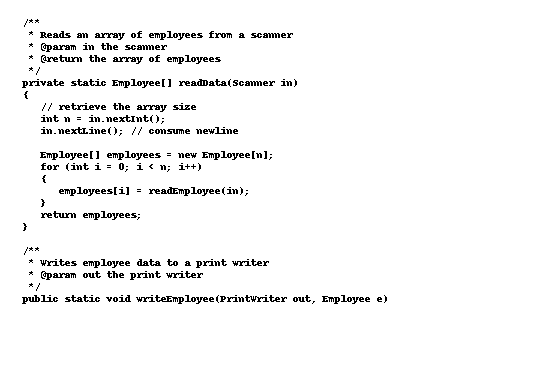 /**
 * Reads an array of employees from a scanner
 * @param in the scanner
 * @return the array of employees
 */
private static Employee[] readData(Scanner in)
{
   // retrieve the array size
   int n = in.nextInt();
   in.nextLine(); // consume newline

   Employee[] employees = new Employee[n];
   for (int i = 0; i < n; i++)
   {
      employees[i] = readEmployee(in);
   }
   return employees;
}

/**
 * Writes employee data to a print writer
 * @param out the print writer
 */
public static void writeEmployee(PrintWriter out, Employee e)